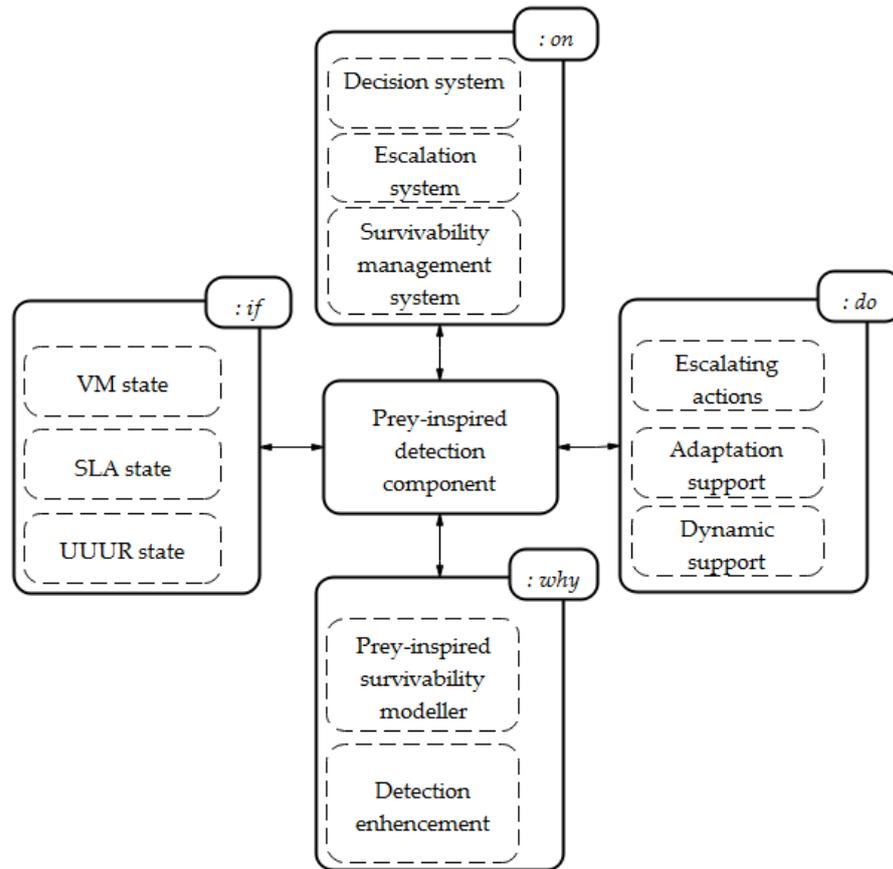 : on
Decision system
Escalation
system
Survivability
management
system
: if
VM state
SLA state
UUUR state
Prey-inspired
detection
component
: do
Escalating
actions
Adaptation
support
Dynamic
support
: why
Prey-inspired
survivability
modeller
Detection
enhencement